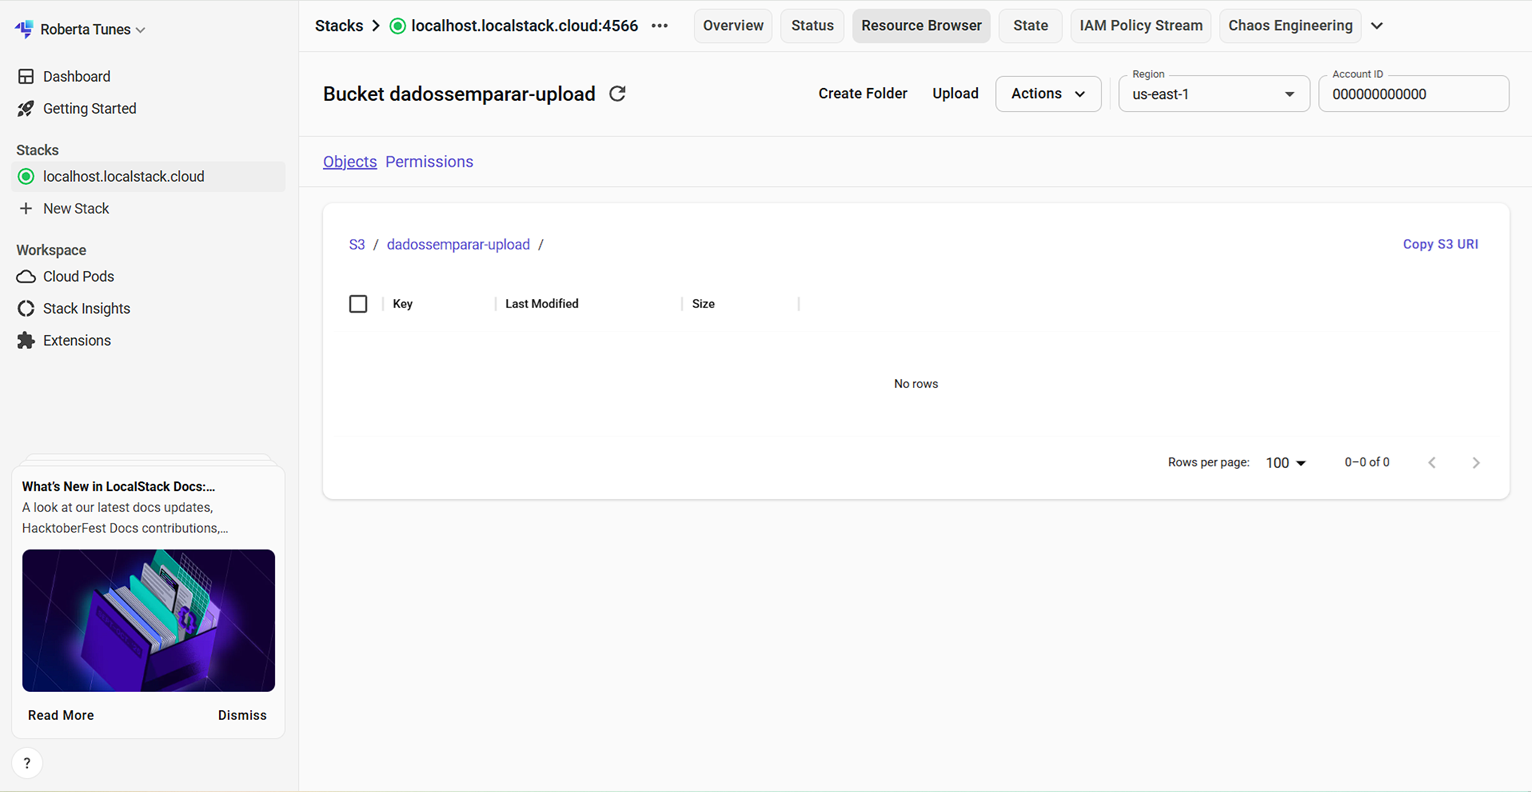 Roberta Tunes
Dashboard
Getting Started
Stacks
localhost.localstack.cloud
New Stack
Workspace
Cloud Pods
Stack Insights
Extensions
What's New in LocalStack Docs:...
A look at our latest docs updates,
HacktoberFest Docs contributions,...
Read More Dismiss
?
Stacks > localhost.localstack.cloud:4566 ••• Overview Status Resource Browser State IAM Policy Stream Chaos Engineering
Bucket dadossemparar-upload Create Folder Upload Actions Region us-east-1 Account ID 000000000000
Objects Permissions
S3 / dadossemparar-upload / Copy S3 URI
Key Last Modified Size
No rows
Rows per page: 100 0–0 of 0